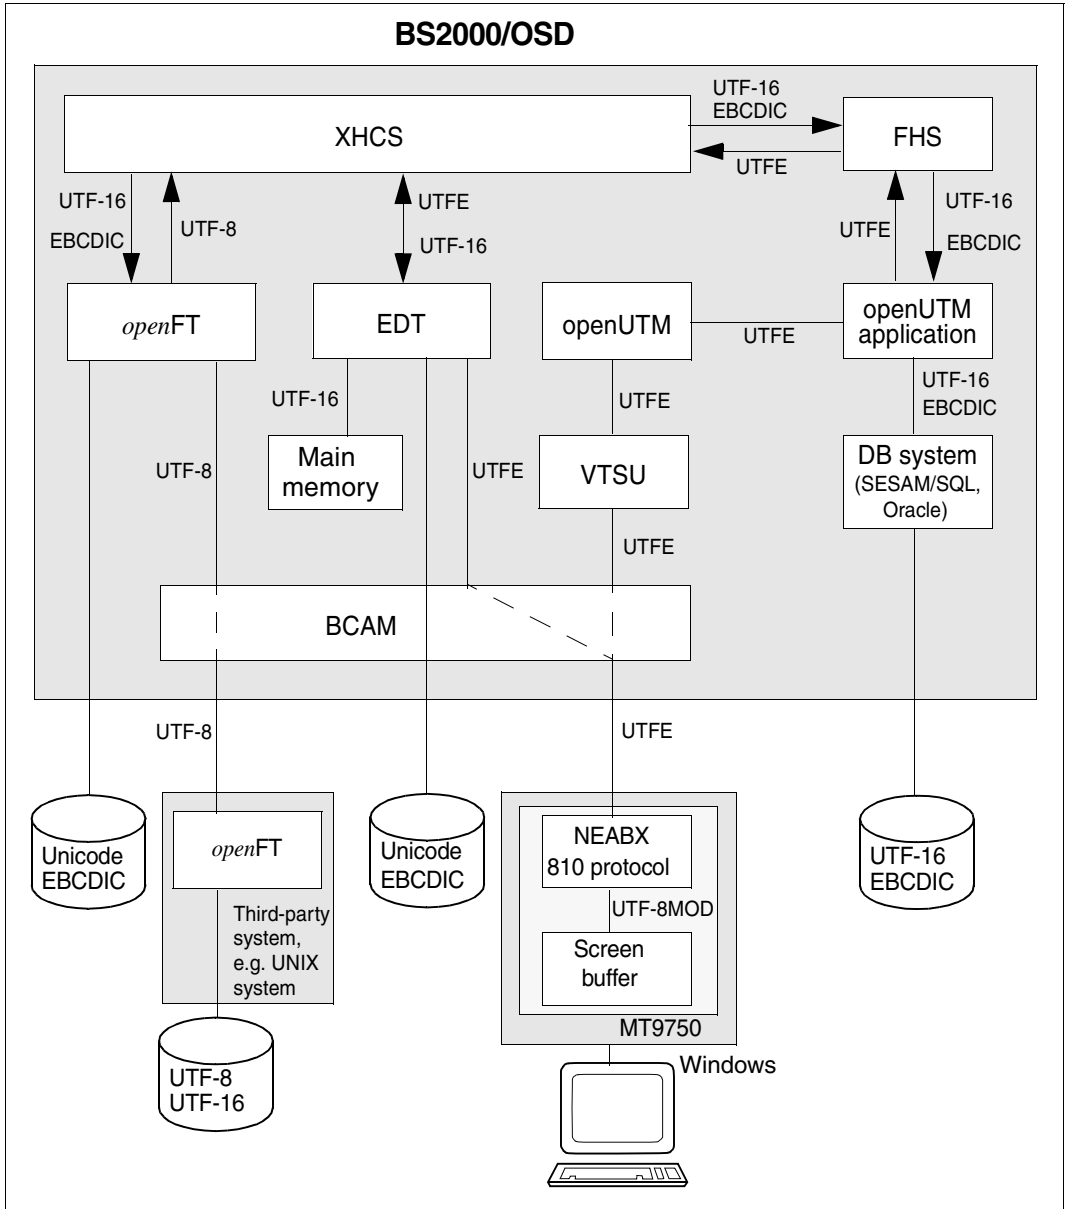 BS2000/OSD
UTF-16
EBCDIC
XHCS
FHS
UTFE
UTF-16
EBCDIC
UTF-8
UTFE
UTF-16
UTFE
UTF-16
EBCDIC
openFT
EDT
openUTM
UTFE
openUTM
application
UTF-16
UTFE
UTF-16
EBCDIC
UTF-8
Main
memory
UTFE
VTSU
DB system
(SESAM/SQL,
Oracle)
UTFE
BCAM
UTF-8
UTFE
Unicode
EBCDIC
openFT
Third-party
system,
e.g. UNIX
system
Unicode
EBCDIC
NEABX
810 protocol
UTF-8MOD
Screen
buffer
MT9750
UTF-16
EBCDIC
UTF-8
UTF-16
Windows